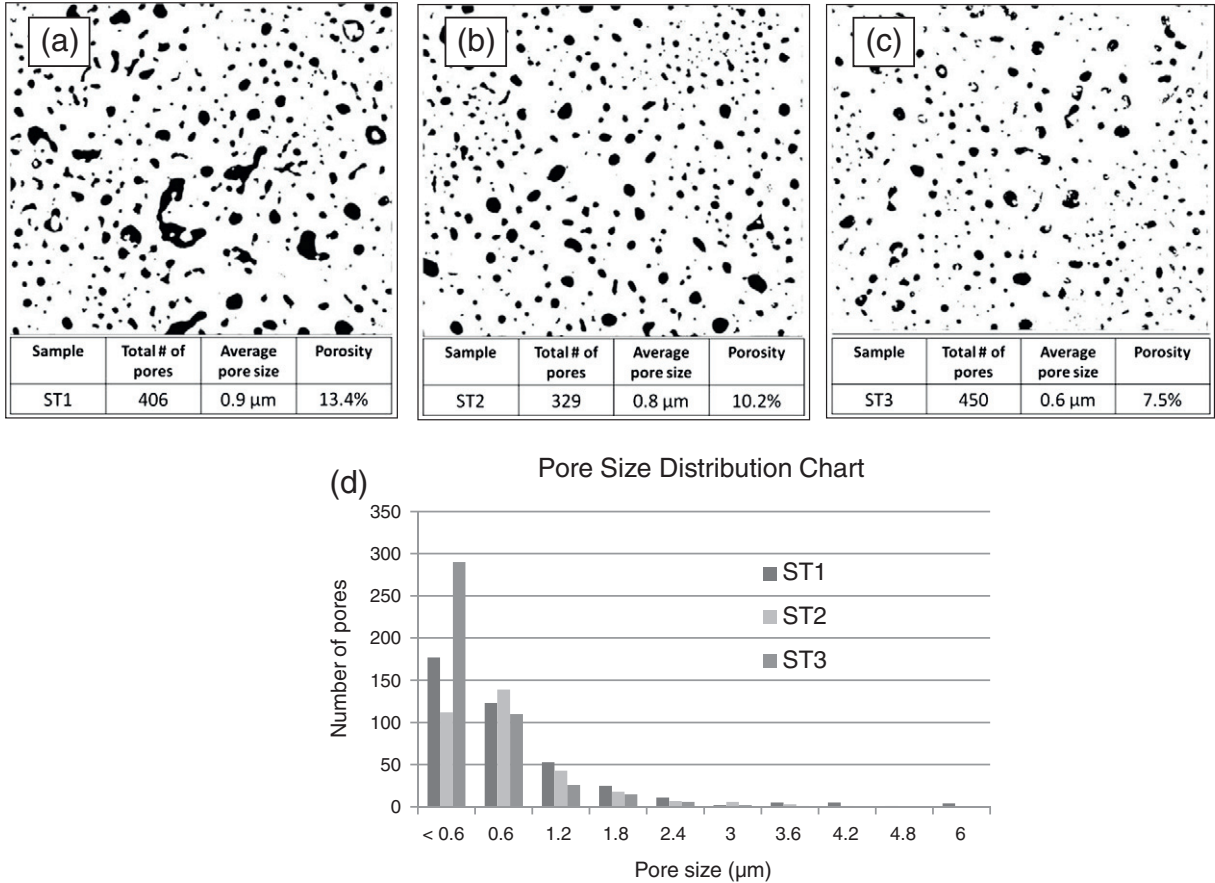 (a)
(b)
(c)
Sample Total # of pores Average pore size Porosity
ST1 406 0.9 µm 13.4%
Sample Total # of pores Average pore size Porosity
ST2 329 0.8 µm 10.2%
Sample Total # of pores Average pore size Porosity
ST3 450 0.6 µm 7.5%
Pore Size Distribution Chart
(d)
350
300
250
200
150
100
50
0
Number of pores
ST1
ST2
ST3
< 0.6 0.6 1.2 1.8 2.4 3 3.6 4.2 4.8 6
Pore size (µm)